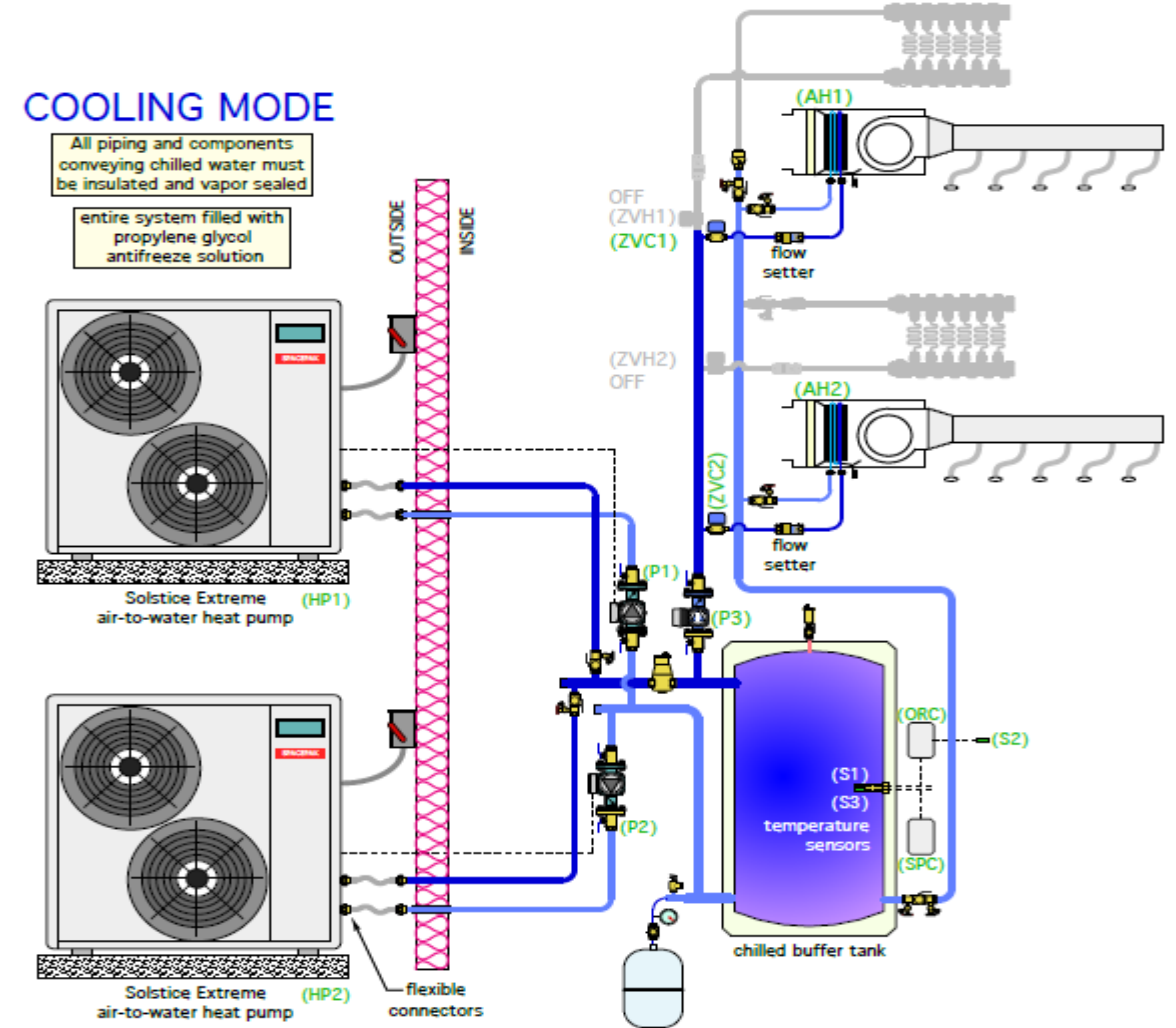 COOLING MODE
All piping and components
conveying chilled water must
be insulated and vapor sealed
entire system filled with
propylene glycol
antifreeze solution
OUTSIDE
INSIDE
(AH1)
OFF
(ZVH1)
(ZVC1)
flow
setter
(ZVH2)
OFF
(AH2)
(ZVC2)
flow
setter
SPACEPAK
Solstice Extreme
air-to-water heat pump
(HP1)
(P1)
(P3)
(ORC)
(S2)
(S1)
(S3)
temperature
sensors
(SPC)
(P2)
chilled buffer tank
SPACEPAK
Solstice Extreme
air-to-water heat pump
(HP2)
flexible
connectors